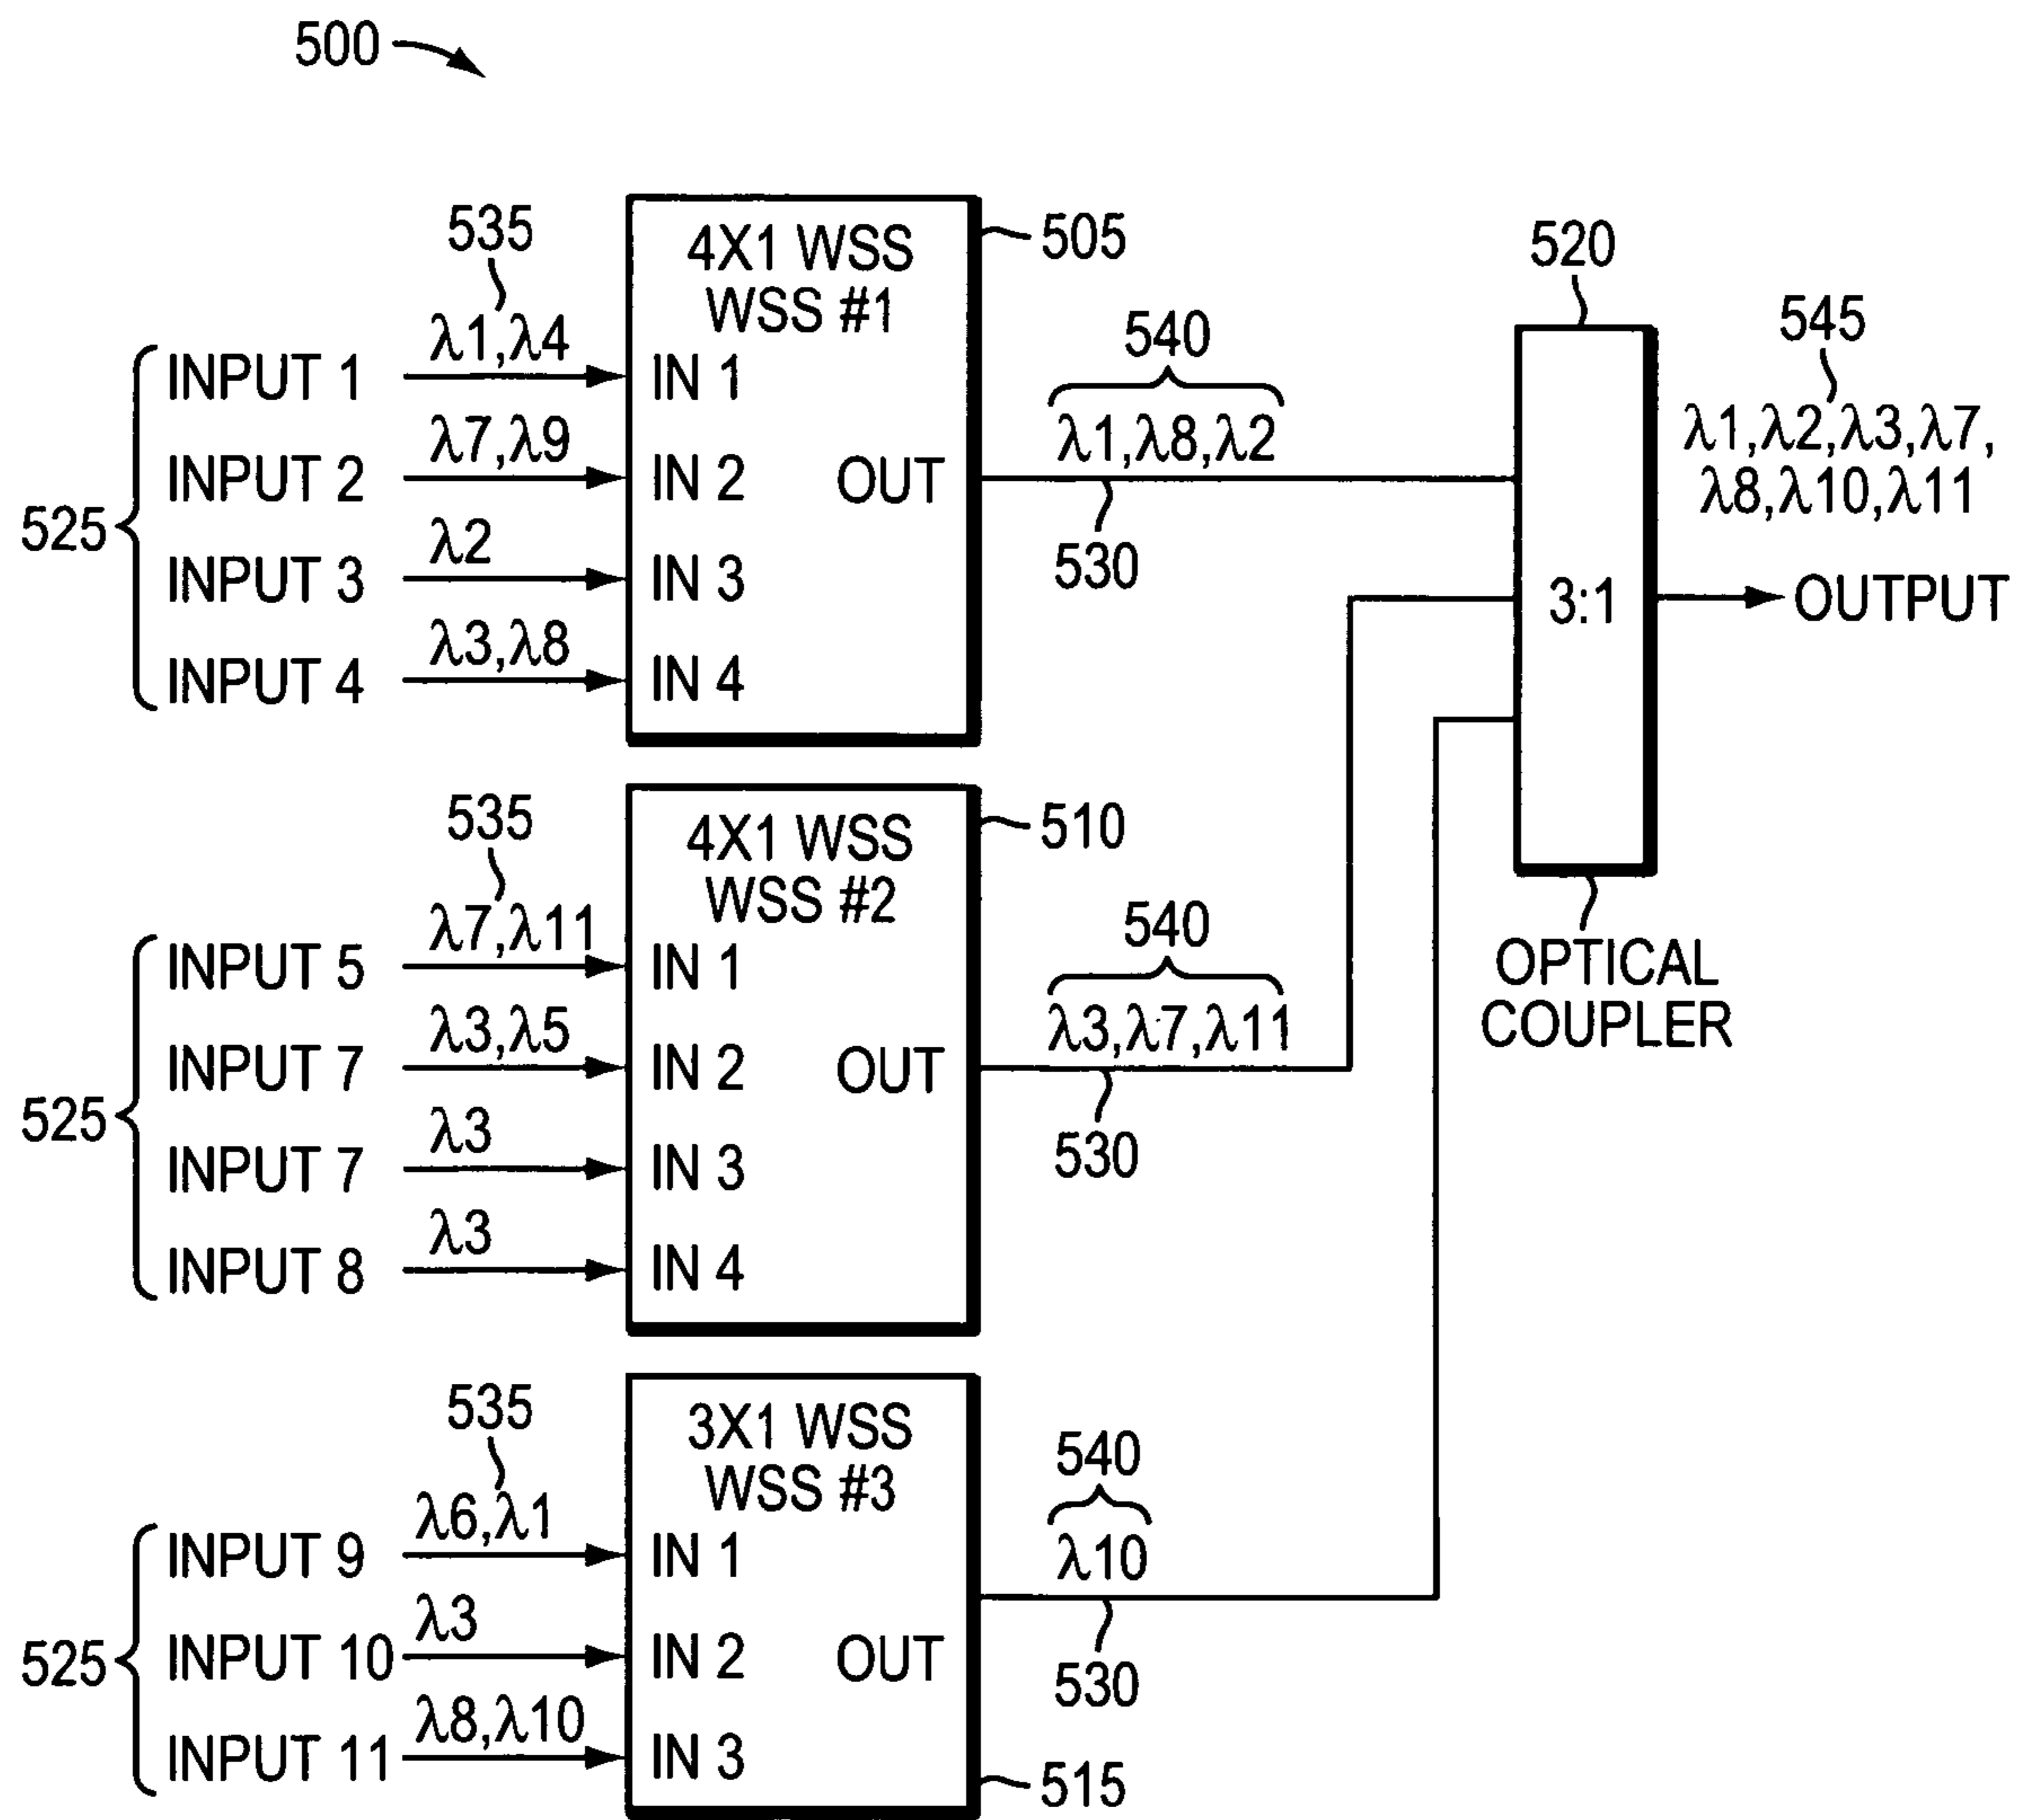 500
535
4X1 WSS
WSS #1
505
520
545
λ1,λ4
INPUT 1
IN 1
540
λ1,λ8,λ2
λ1,λ2,λ3,λ7,
λ8,λ10,λ11
λ7,λ9
INPUT 2
IN 2
OUT
525
530
λ2
INPUT 3
IN 3
3:1
OUTPUT
λ3,λ8
INPUT 4
IN 4
535
4X1 WSS
WSS #2
510
λ7,λ11
INPUT 5
IN 1
540
OPTICAL
COUPLER
λ3,λ7,λ11
λ3,λ5
INPUT 7
IN 2
OUT
525
530
λ3
INPUT 7
IN 3
λ3
INPUT 8
IN 4
535
3X1 WSS
WSS #3
540
λ6,λ1
INPUT 9
IN 1
λ10
λ3
INPUT 10
IN 2
OUT
525
530
λ8,λ10
INPUT 11
IN 3
515